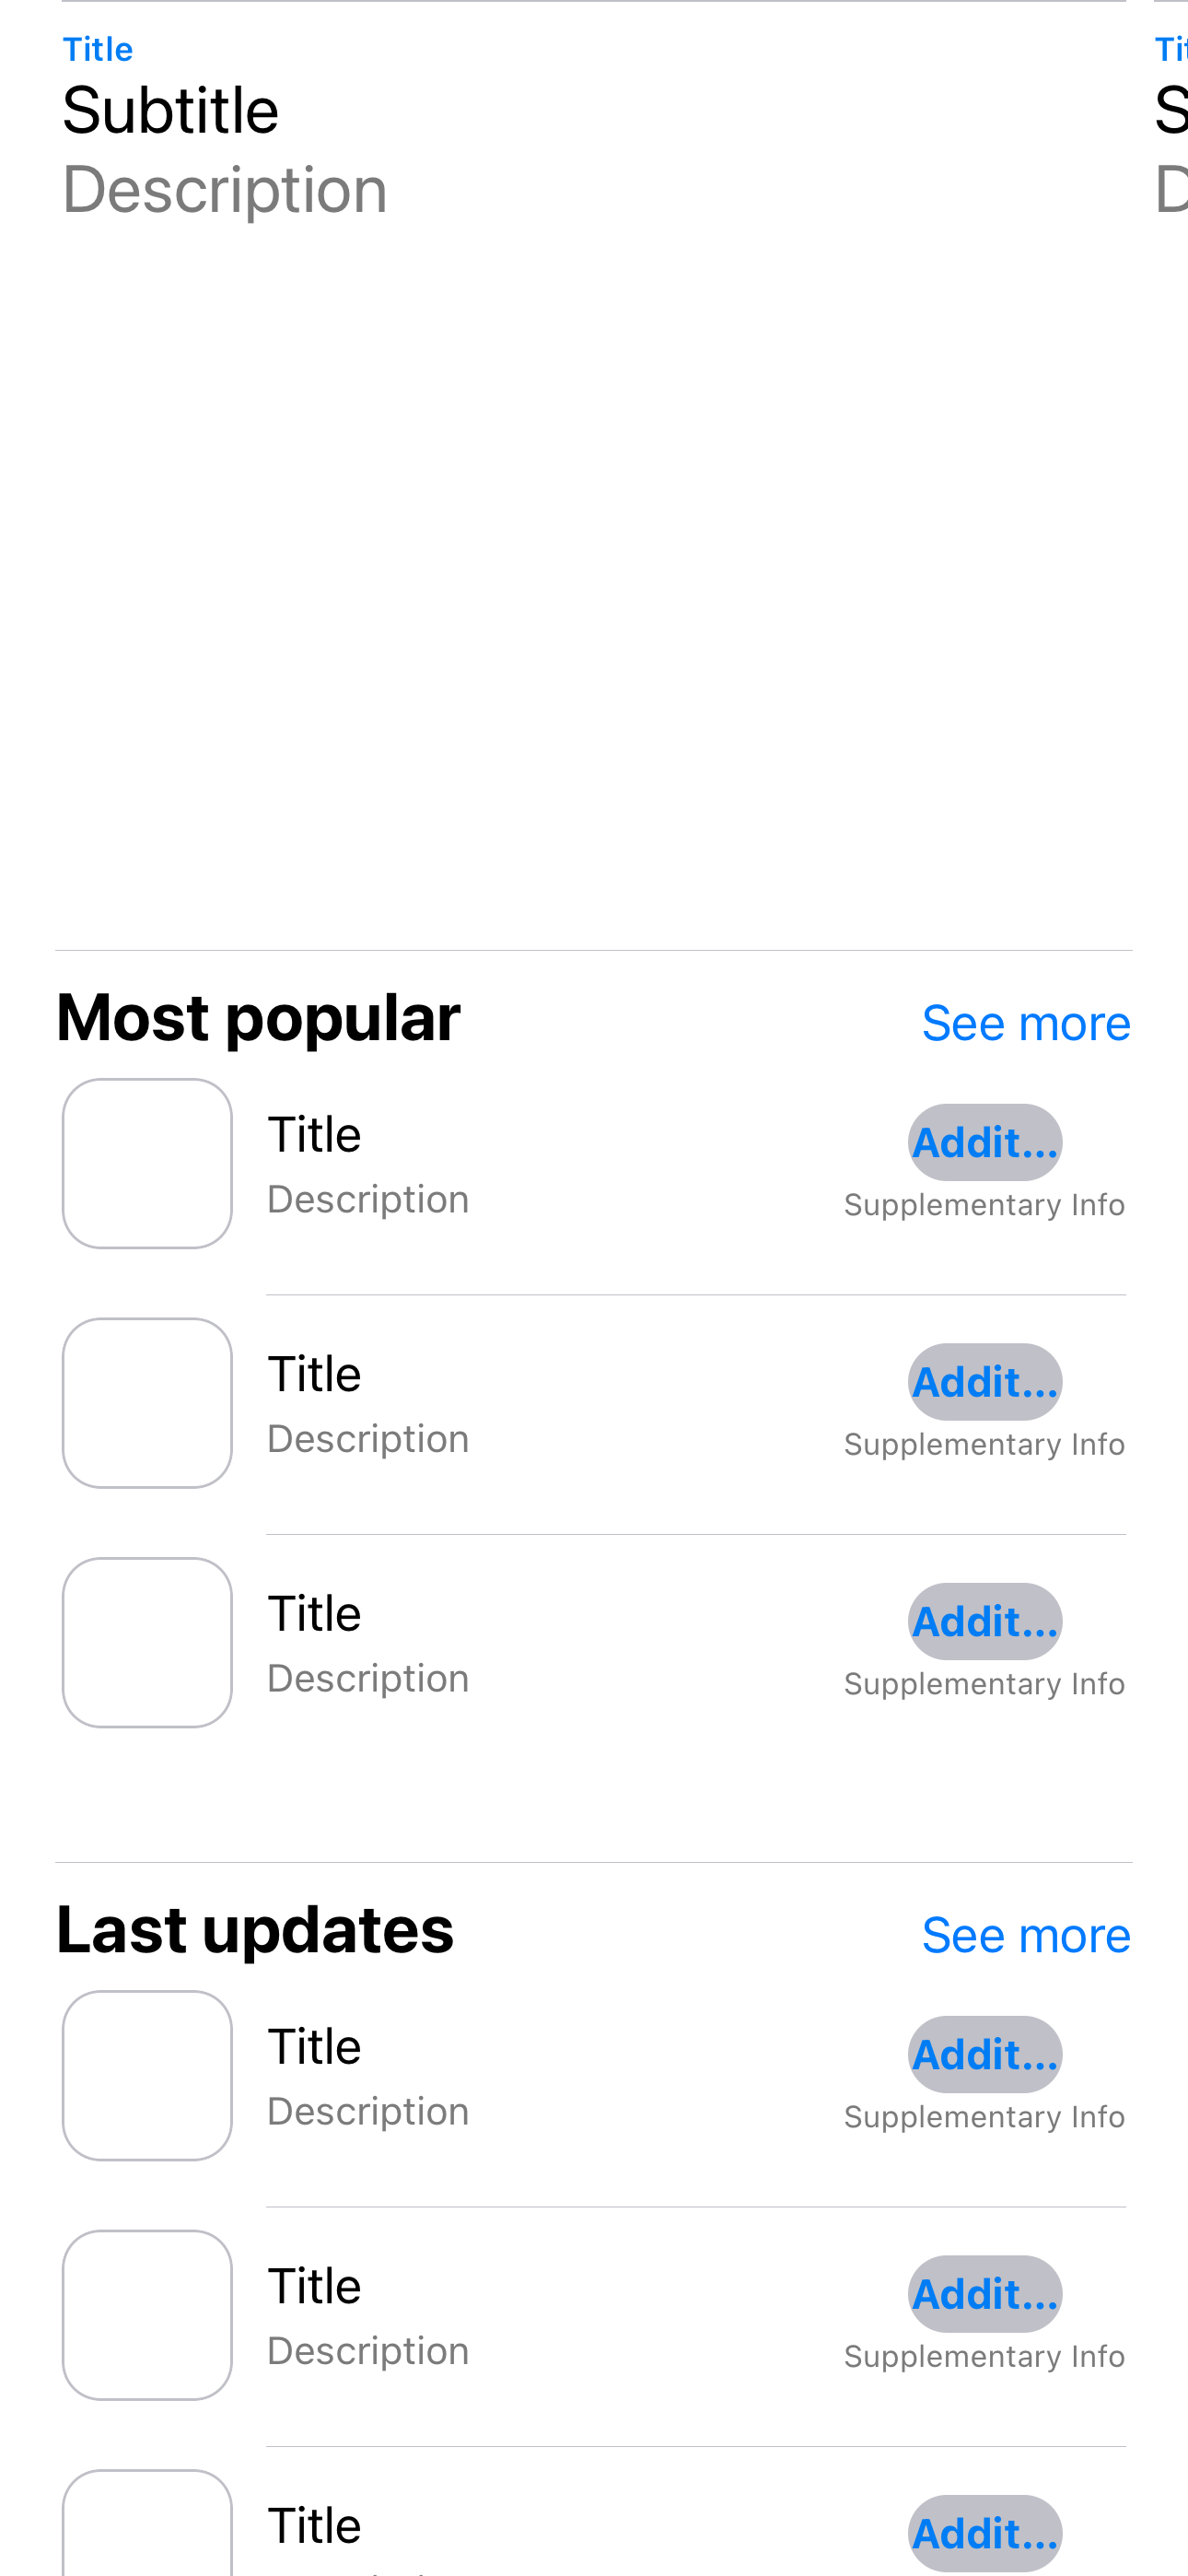 Title
Subtitle
Description
Most popular
See more
Title
Addit...
Description
Supplementary Info
Title
Addit...
Description
Supplementary Info
Title
Addit...
Description
Supplementary Info
Last updates
See more
Title
Addit...
Description
Supplementary Info
Title
Addit...
Description
Supplementary Info
Title
Addit...